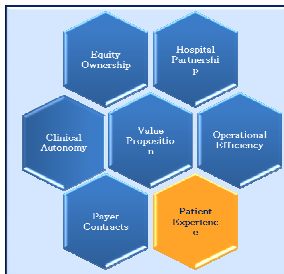 Equity
Ownership
Hospital
Partnershi
p
Clinical
Autonomy
Value
Propositio
n
Operational
Efficiency
Payer
Contracts
Patient
Experienc
e